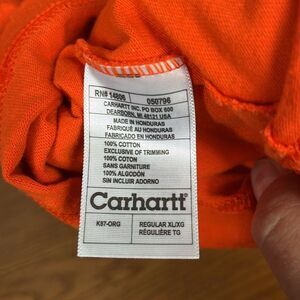 RN# 14806 050796
CARHARTT INC. PO BOX 600
DEARBORN, MI 48121 USA
MADE IN HONDURAS
FABRIQUÉ AU HONDURAS
FABRICADO EN HONDURAS
100% COTTON
EXCLUSIVE OF TRIMMING
100% COTON
SANS GARNITURE
100% ALGODÓN
SIN INCLUIR ADORNO
Carhartt
K87-ORG REGULAR XL/XG
RÉGULIÈRE TG